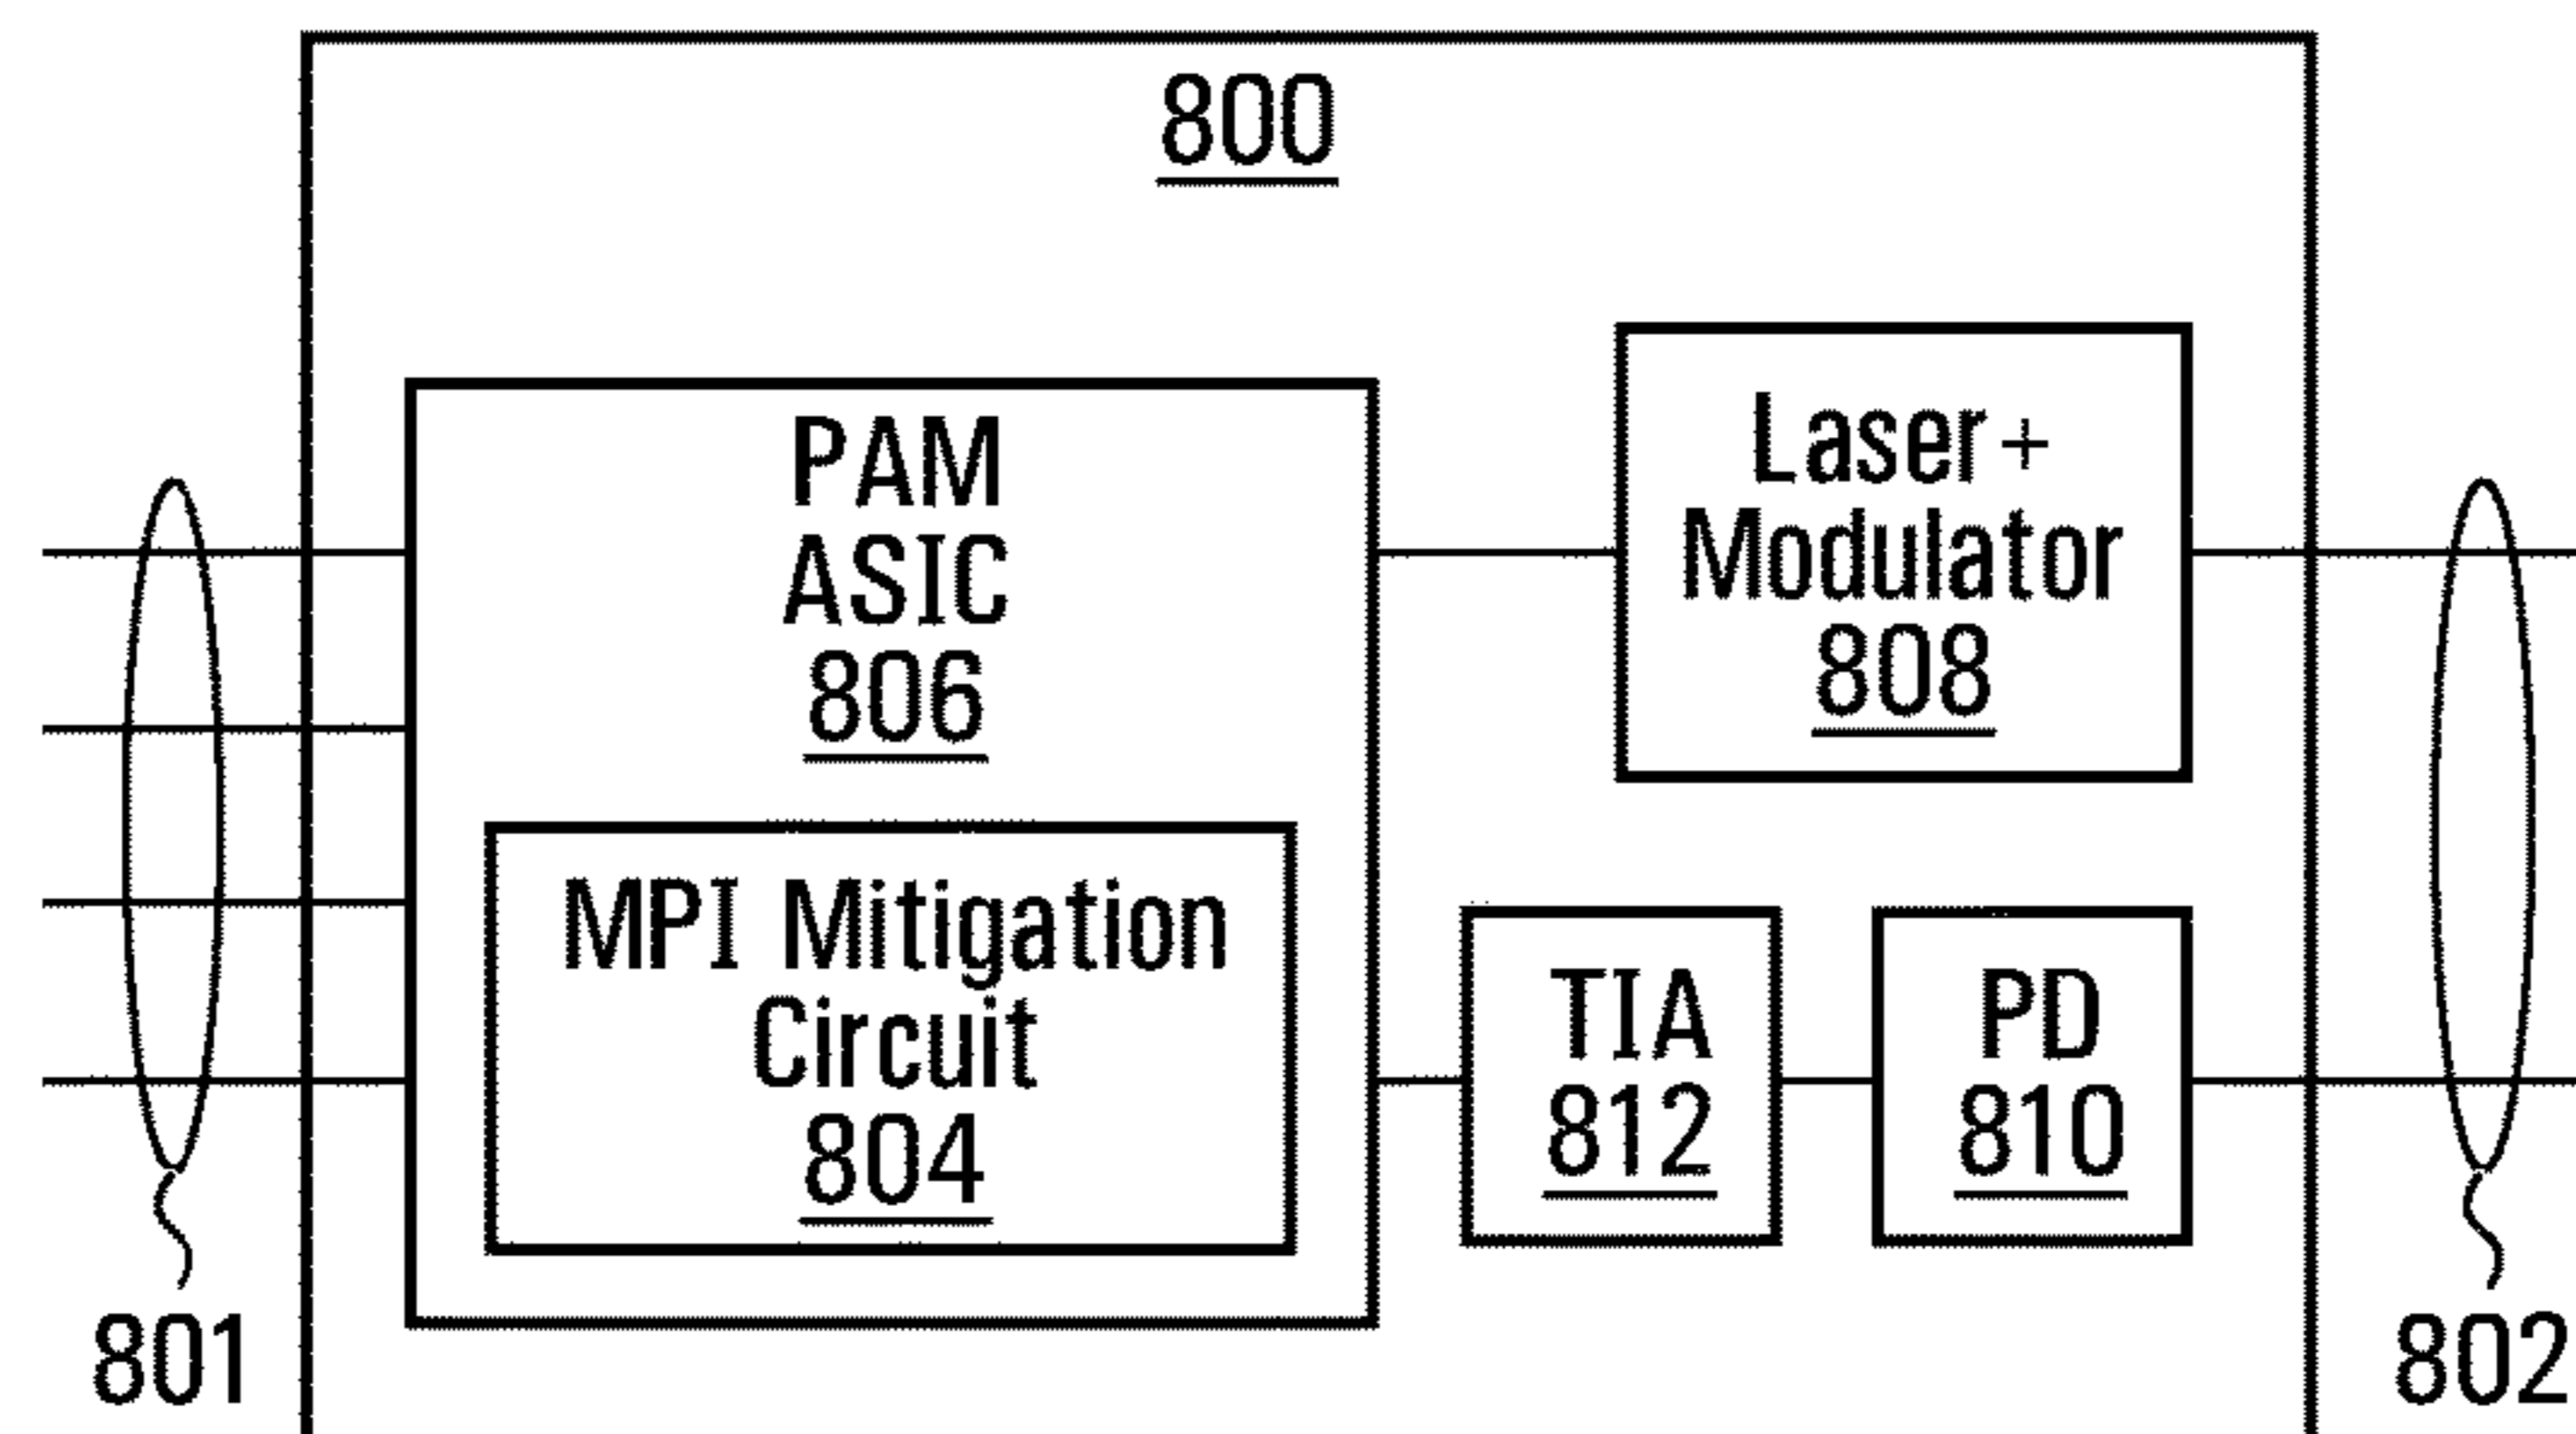 800
PAM
ASIC
806
MPI Mitigation
Circuit
804
Laser+
Modulator
808
TIA
812
PD
810
801
802